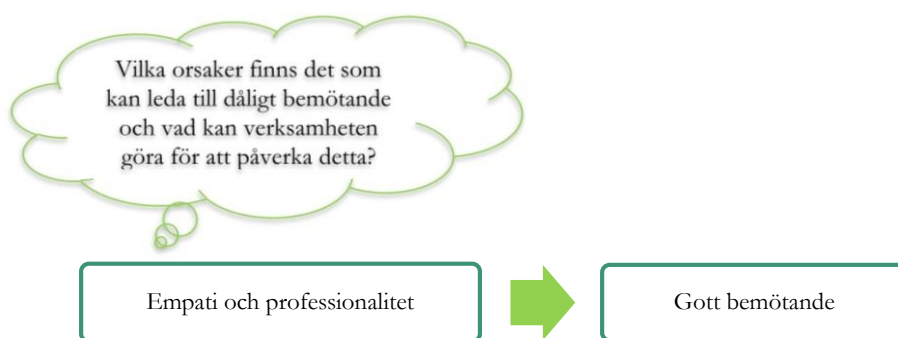 Vilka orsaker finns det som
kan leda till dåligt bemötande
och vad kan verksamheten
göra för att påverka detta?
Empati och professionalitet
Gott bemötande